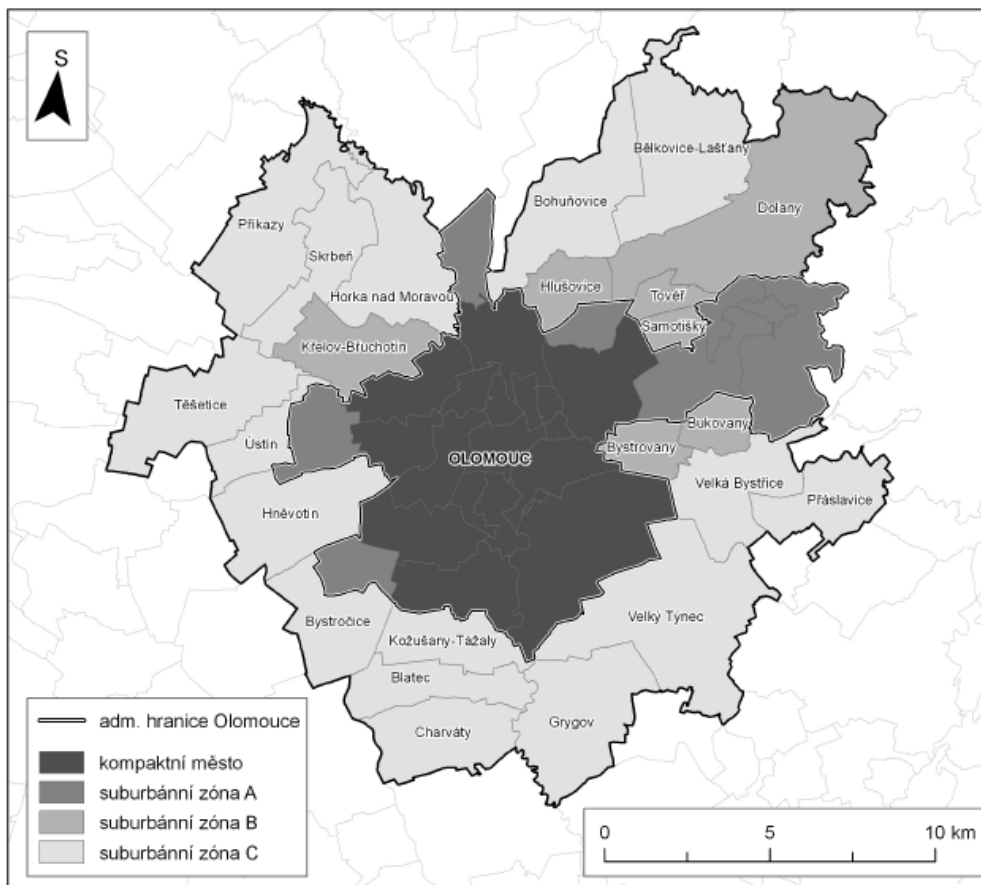 S
Bělkovice-Lašťany
Bohuňovice
Dolany
Příkazy
Skrbeň
Hlušovice
Tovéř
Horka nad Moravou
Samotišky
Křelov-Břuchotín
Těšetice
Ústín
Bukovany
Bystrovany
OLOMOUC
Velká Bystřice
Přáslavice
Hněvotín
Bystročice
Velký Týnec
Kožušany-Tážaly
Blatec
Grygov
Charváty
adm. hranice Olomouce
kompaktní město
suburbánní zóna A
suburbánní zóna B
suburbánní zóna C
0 5 10 km